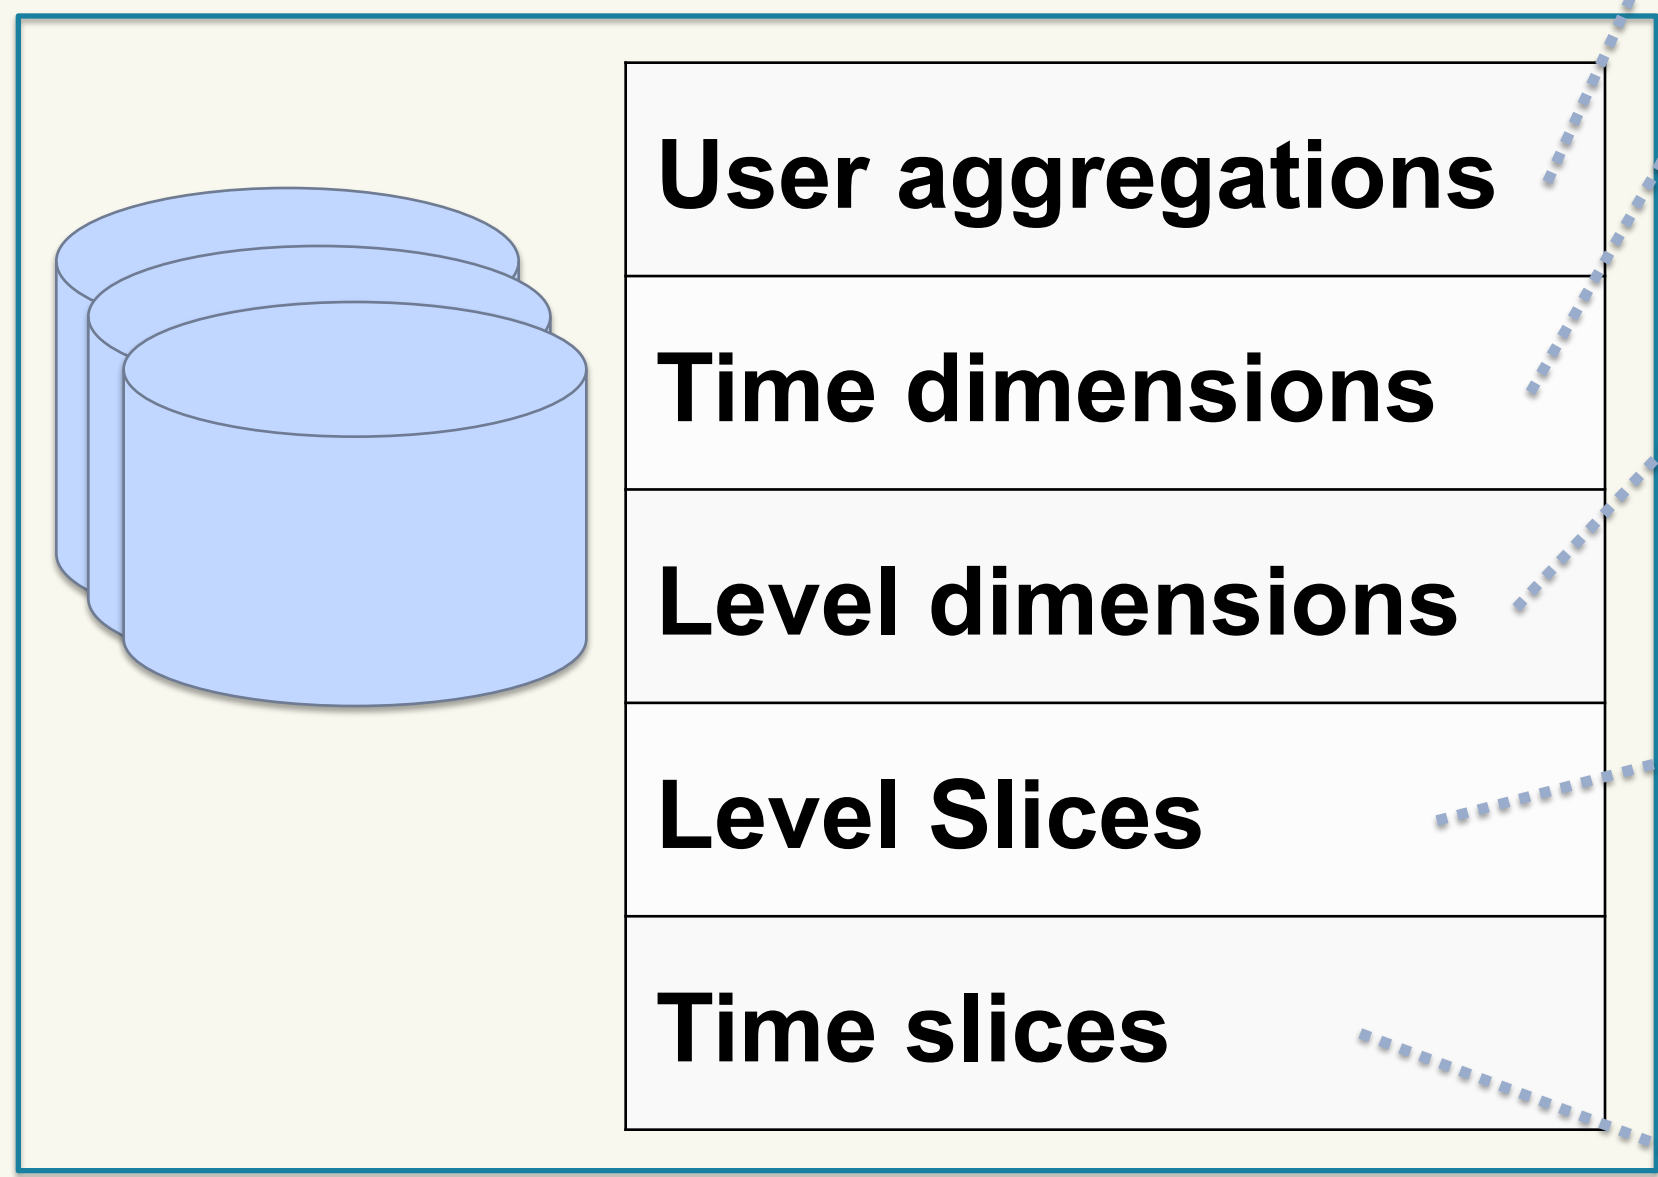 User aggregations
Time dimensions
Level dimensions
Level Slices
Time slices